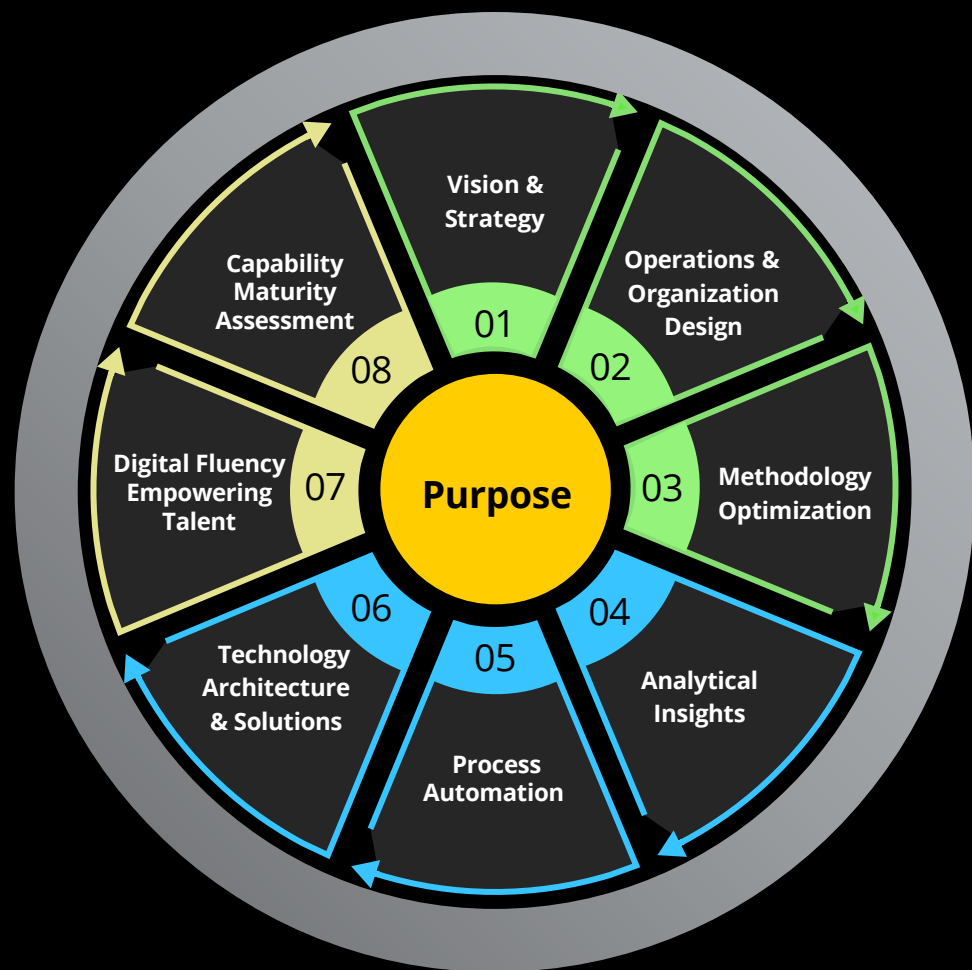 Vision &
Strategy
01
Operations &
Organization
Design
02
Methodology
Optimization
03
Analytical
Insights
04
Process
Automation
05
Technology
Architecture
& Solutions
06
Digital Fluency
Empowering
Talent
07
Capability
Maturity
Assessment
08
Purpose